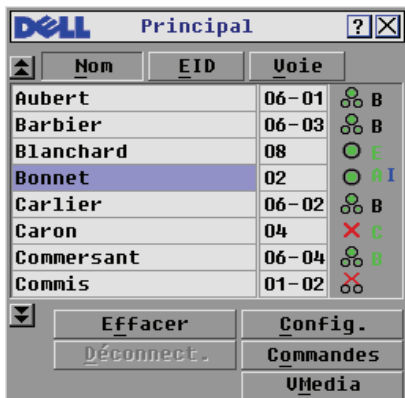 DELL Principal ?
Nom EID Voie
Aubert 06-01 B
Barbier 06-03 B
Blanchard 08 E
Bonnet 02 A I
Carlier 06-02 B
Caron 04 C
Commersant 06-04 B
Commis 01-02
Effacer Config.
Déconnect. Commandes
VMedia